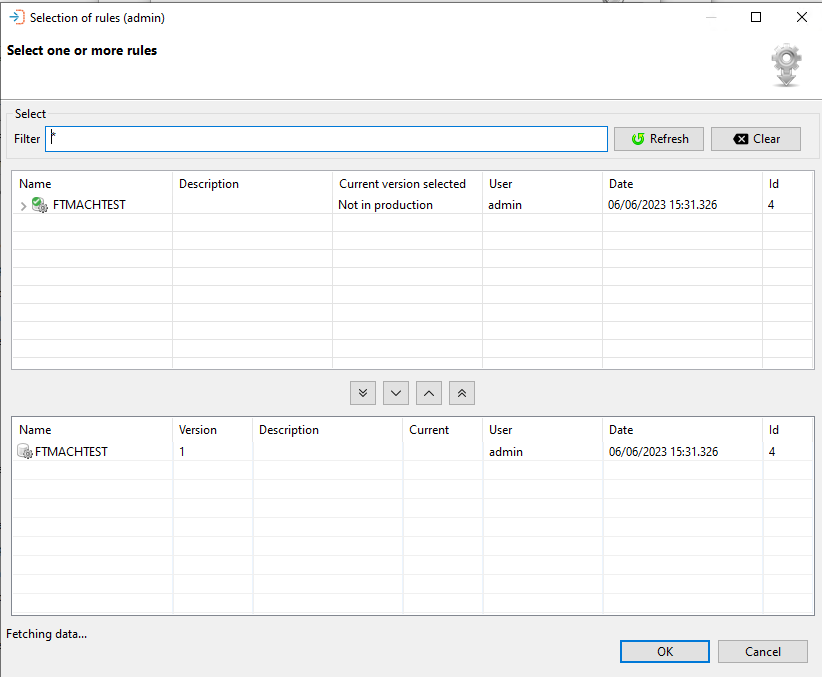 Selection of rules (admin)
Select one or more rules
Select
Filter * Refresh Clear
Name Description Current version selected User Date Id
FTMACHTEST Not in production admin 06/06/2023 15:31.326 4
Name Version Description Current User Date Id
FTMACHTEST 1 admin 06/06/2023 15:31.326 4
Fetching data...
OK Cancel